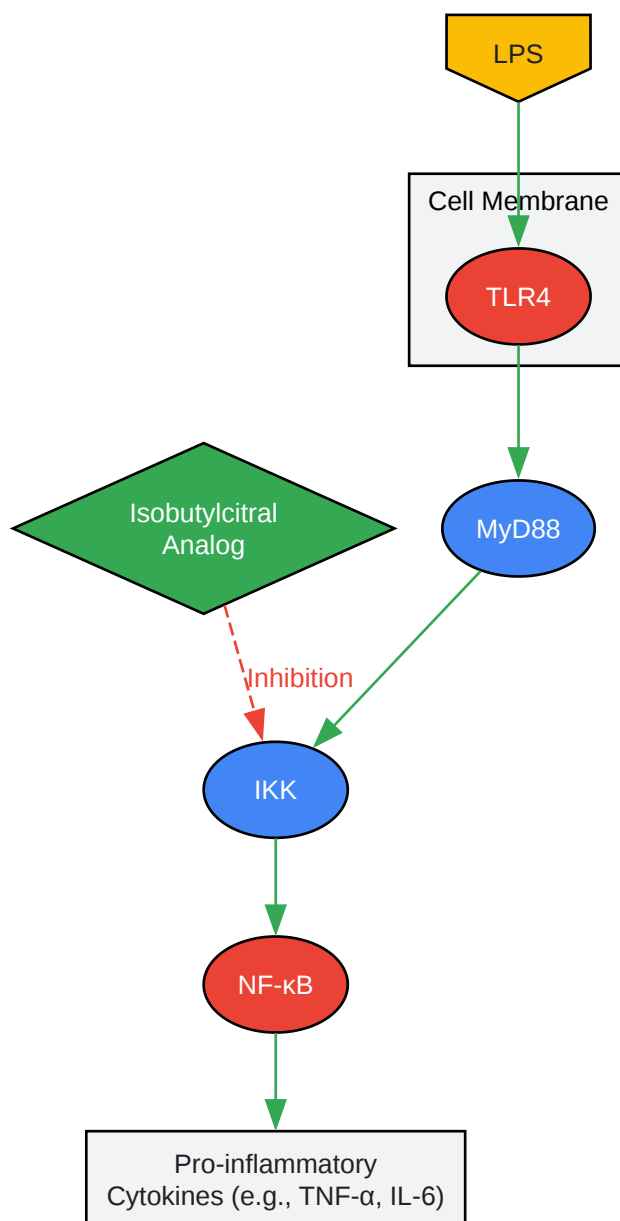 LPS
Cell Membrane
TLR4
Isobutylcitral
Analog
MyD88
Inhibition
IKK
NF-κB
Pro-inflammatory
Cytokines (e.g., TNF-α, IL-6)